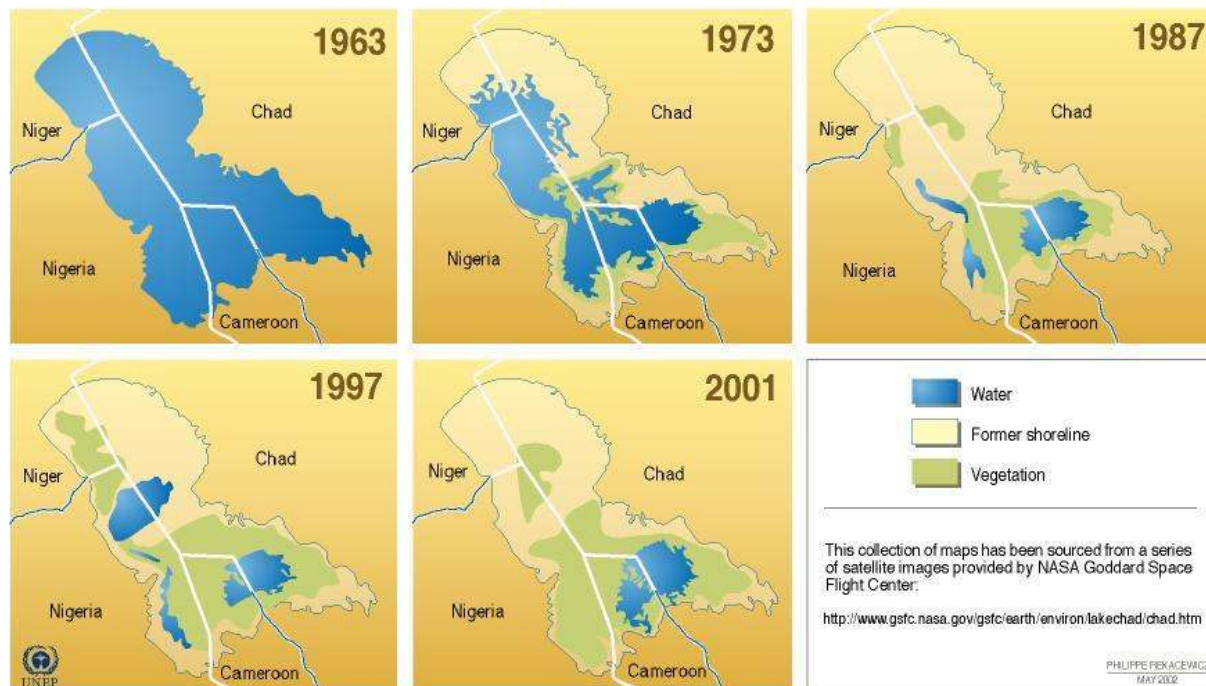 1963
Chad
Niger
Nigeria
Cameroon
1973
Chad
Niger
Nigeria
Cameroon
1987
Chad
Niger
Nigeria
Cameroon
1997
Chad
Niger
Nigeria
Cameroon
UNEP
2001
Chad
Niger
Nigeria
Cameroon
Water
Former shoreline
Vegetation
This collection of maps has been sourced from a series
of satellite images provided by NASA Goddard Space
Flight Center:
http://www.gsfc.nasa.gov/gsfc/earth/environ/lakechad/chad.htm
PHILIPPE REKACEWICZ
MAY 2002